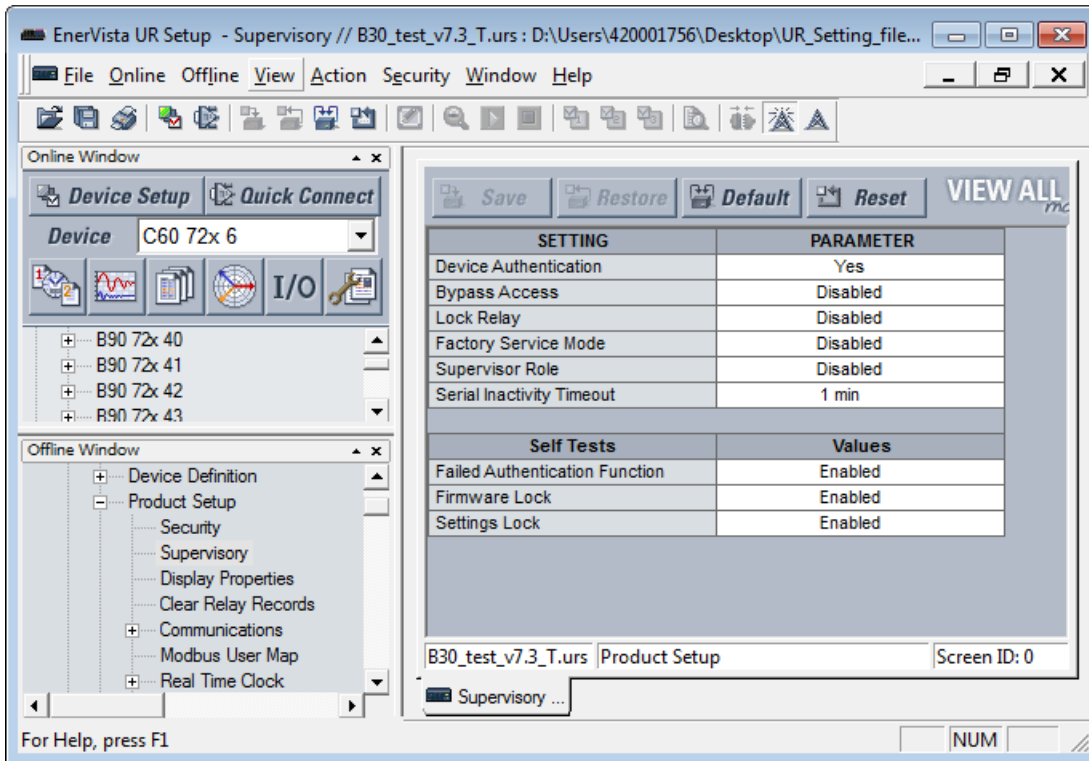 EnerVista UR Setup - Supervisory // B30_test_v7.3_T.urs : D:\Users\420001756\Desktop\UR_Setting_file...
File Online Offline View Action Security Window Help
Online Window
Device Setup Quick Connect
Device C60 72x 6
1 2 I/O
B90 72x 40
B90 72x 41
B90 72x 42
B90 72x 43
Offline Window
Device Definition
Product Setup
Security
Supervisory
Display Properties
Clear Relay Records
Communications
Modbus User Map
Real Time Clock
Save Restore Default Reset VIEW ALL
SETTING PARAMETER
Device Authentication Yes
Bypass Access Disabled
Lock Relay Disabled
Factory Service Mode Disabled
Supervisor Role Disabled
Serial Inactivity Timeout 1 min
Self Tests Values
Failed Authentication Function Enabled
Firmware Lock Enabled
Settings Lock Enabled
B30_test_v7.3_T.urs Product Setup Screen ID: 0
Supervisory ...
For Help, press F1 NUM